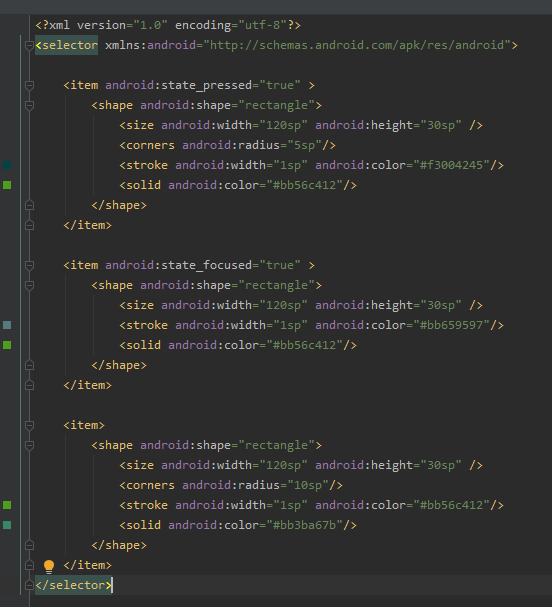 <?xml version="1.0" encoding="utf-8"?>
<selector xmlns:android="http://schemas.android.com/apk/res/android">

    <item android:state_pressed="true" >
        <shape android:shape="rectangle">
            <size android:width="120sp" android:height="30sp" />
            <corners android:radius="5sp"/>
            <stroke android:width="1sp" android:color="#f3004245"/>
            <solid android:color="#bb56c412"/>
        </shape>
    </item>

    <item android:state_focused="true" >
        <shape android:shape="rectangle">
            <size android:width="120sp" android:height="30sp" />
            <stroke android:width="1sp" android:color="#bb659597"/>
            <solid android:color="#bb56c412"/>
        </shape>
    </item>

    <item>
        <shape android:shape="rectangle">
            <size android:width="120sp" android:height="30sp" />
            <corners android:radius="10sp"/>
            <stroke android:width="1sp" android:color="#bb56c412"/>
            <solid android:color="#bb3ba67b"/>
        </shape>
    </item>
</selector>